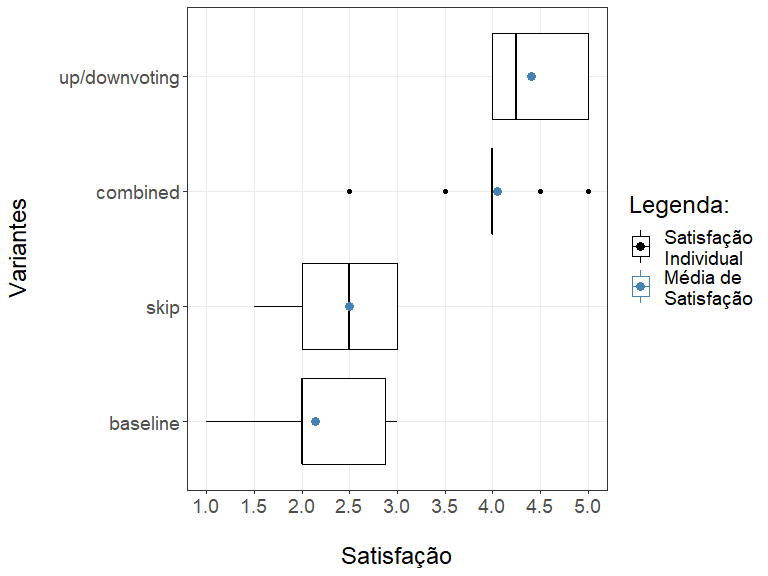 up/downvoting
combined
skip
baseline
Variantes
1.0 1.5 2.0 2.5 3.0 3.5 4.0 4.5 5.0
Satisfação
Legenda:
Satisfação
Individual
Média de
Satisfação